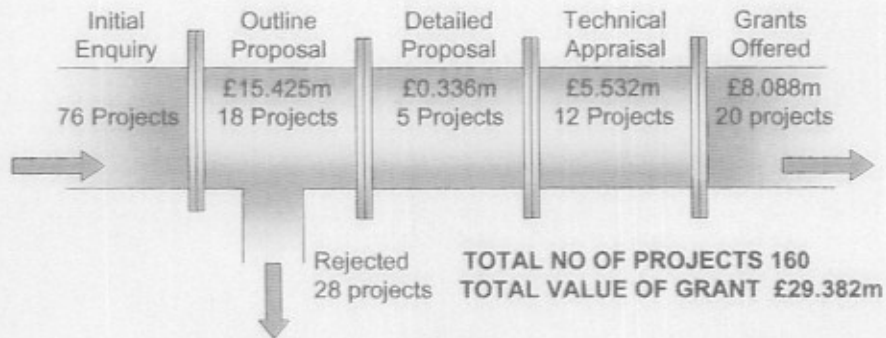 Initial
Enquiry
Outline
Proposal
Detailed
Proposal
Technical
Appraisal
Grants
Offered
76 Projects
£15.425m
18 Projects
£0.336m
5 Projects
£5.532m
12 Projects
£8.088m
20 projects
Rejected
28 projects
TOTAL NO OF PROJECTS 160
TOTAL VALUE OF GRANT £29.382m